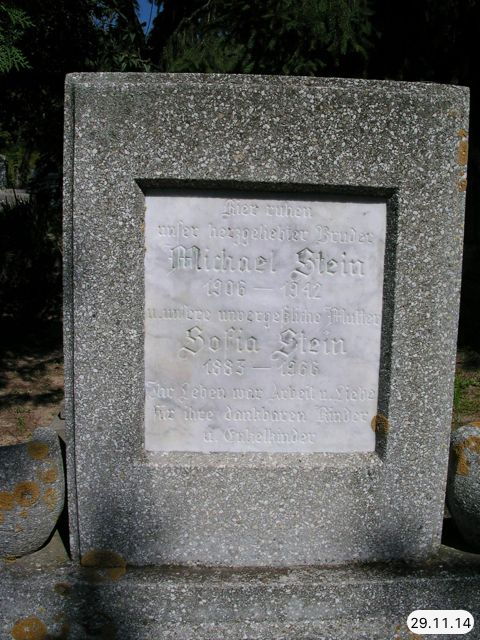 Hier ruhen
unser herzgeliebter Bruder
Michael Stein
1906 — 1942
u. unsere unvergeßliche Mutter
Sofia Stein
1883 — 1966
Ihr Leben war Arbeit u. Liebe
für ihre dankbaren Kinder
u. Enkelkinder
29.11.14